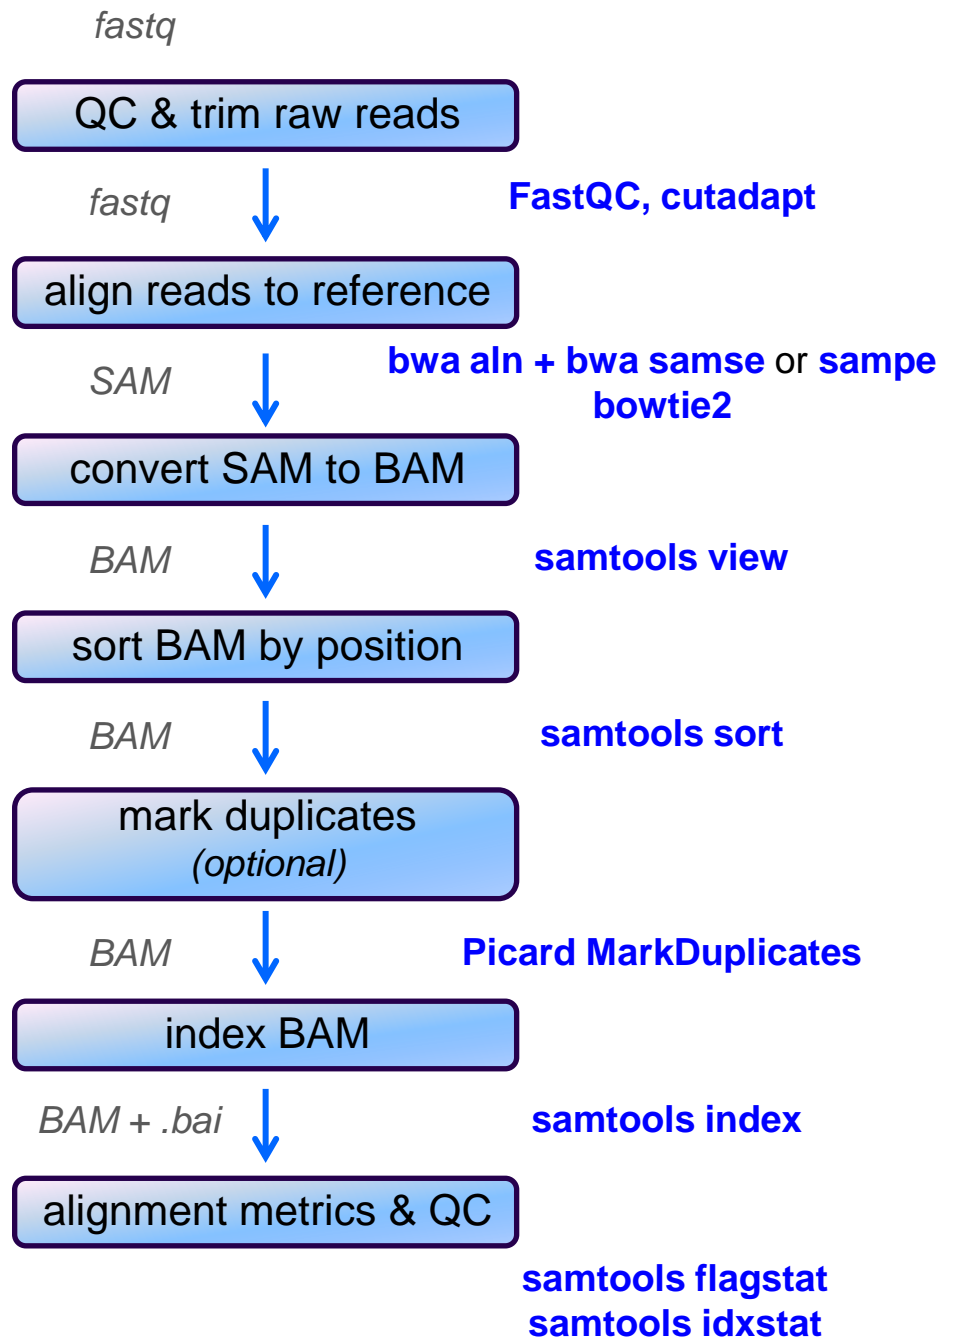 fastq
QC & trim raw reads
fastq
FastQC, cutadapt
align reads to reference
SAM
bwa aln + bwa samse or sampe
bowtie2
convert SAM to BAM
BAM
samtools view
sort BAM by position
BAM
samtools sort
mark duplicates
(optional)
BAM
Picard MarkDuplicates
index BAM
BAM + .bai
samtools index
alignment metrics & QC
samtools flagstat
samtools idxstat